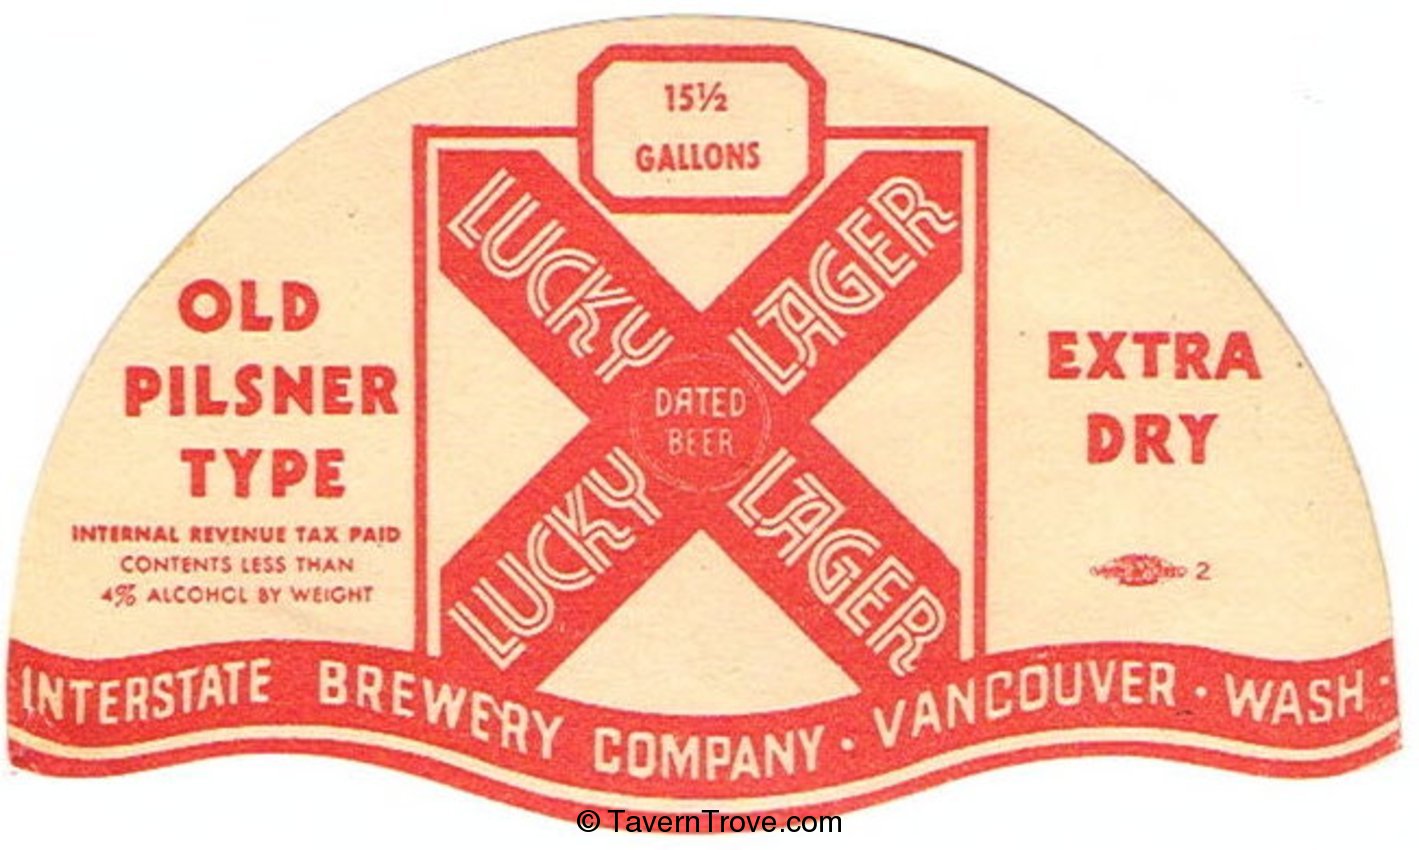 15½
GALLONS
LUCKY LAGER
LUCKY LAGER
DATED
BEER
OLD
PILSNER
TYPE
INTERNAL REVENUE TAX PAID
CONTENTS LESS THAN
4% ALCOHOL BY WEIGHT
EXTRA
DRY
2
INTERSTATE BREWERY COMPANY · VANCOUVER · WASH ·
© TavernTrove.com